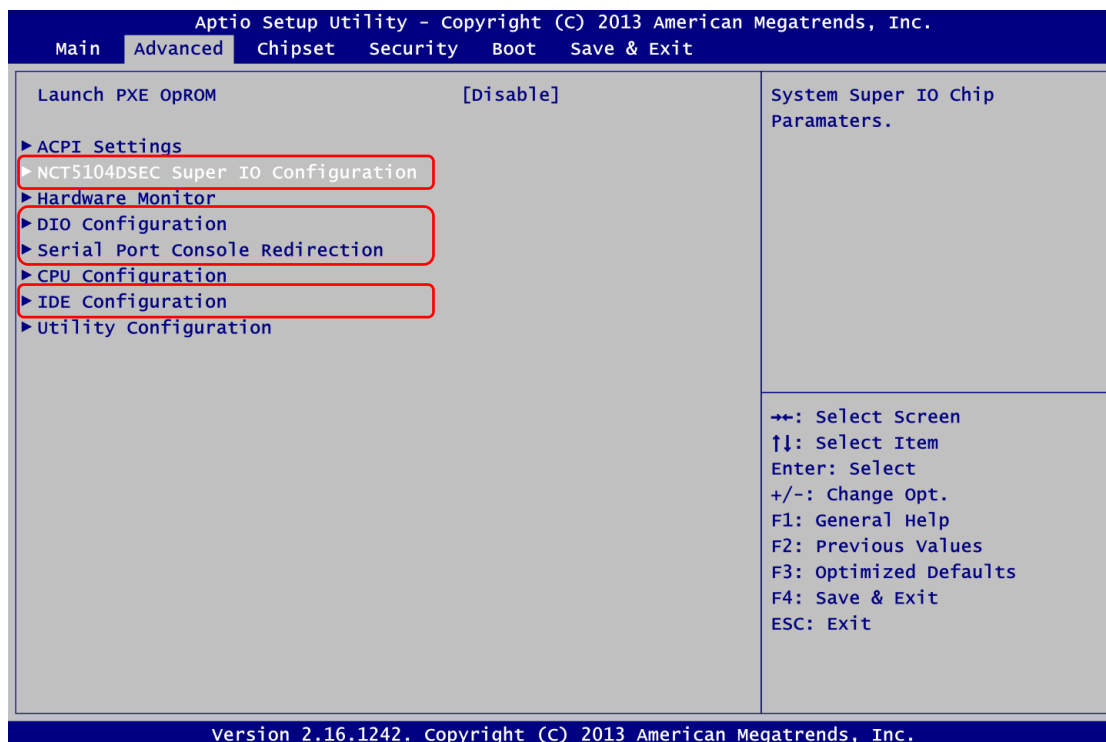 Aptio Setup Utility - Copyright (C) 2013 American Megatrends, Inc.
Main Advanced Chipset Security Boot Save & Exit
Launch PXE OpROM [Disable]
▶ ACPI Settings
▶ NCT5104DSEC Super IO Configuration
▶ Hardware Monitor
▶ DIO Configuration
▶ Serial Port Console Redirection
▶ CPU Configuration
▶ IDE Configuration
▶ Utility Configuration
System Super IO Chip
Paramaters.
→←: Select Screen
↑↓: Select Item
Enter: Select
+/-: Change Opt.
F1: General Help
F2: Previous Values
F3: Optimized Defaults
F4: Save & Exit
ESC: Exit
Version 2.16.1242. Copyright (C) 2013 American Megatrends, Inc.